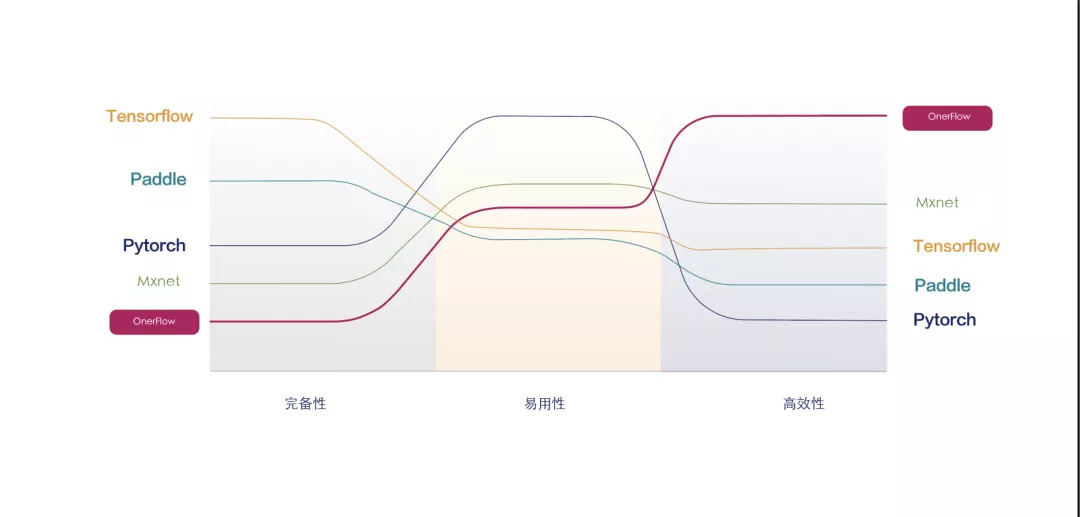 Tensorflow
Paddle
Pytorch
Mxnet
OnerFlow
OnerFlow
Mxnet
Tensorflow
Paddle
Pytorch
完备性
易用性
高效性